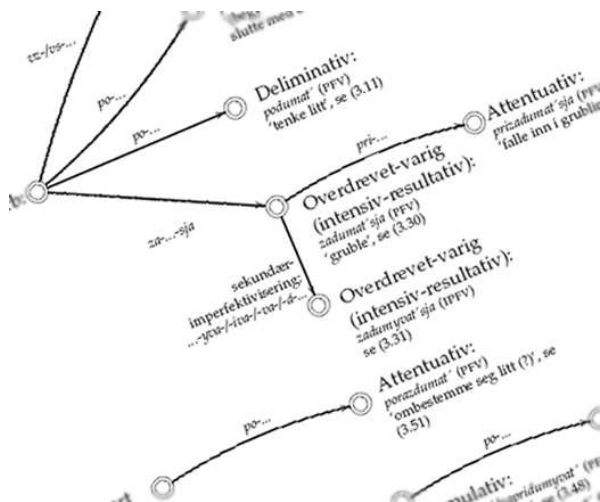 slutte med
vz-/vs-...
po-...
po-...
Deliminativ:
podumat′ (PFV)
'tenke litt', se (3.11)
pri-...
Attentuativ:
prizadumat′sja (PFV)
'falle inn i
za-...-sja
Overdrevet-varig
(intensiv-resultativ):
zadumat′sja (PFV)
'gruble', se (3.30)
sekundær-
imperfektivisering:
...-yva-/-iva-/-va-/-a-...
Overdrevet-varig
(intensiv-resultativ):
zadumyvat′sja (IPFV)
se (3.31)
Attentuativ:
porazdumat′ (PFV)
'ombestemme seg litt (?)', se
(3.51)
po-...
po-...